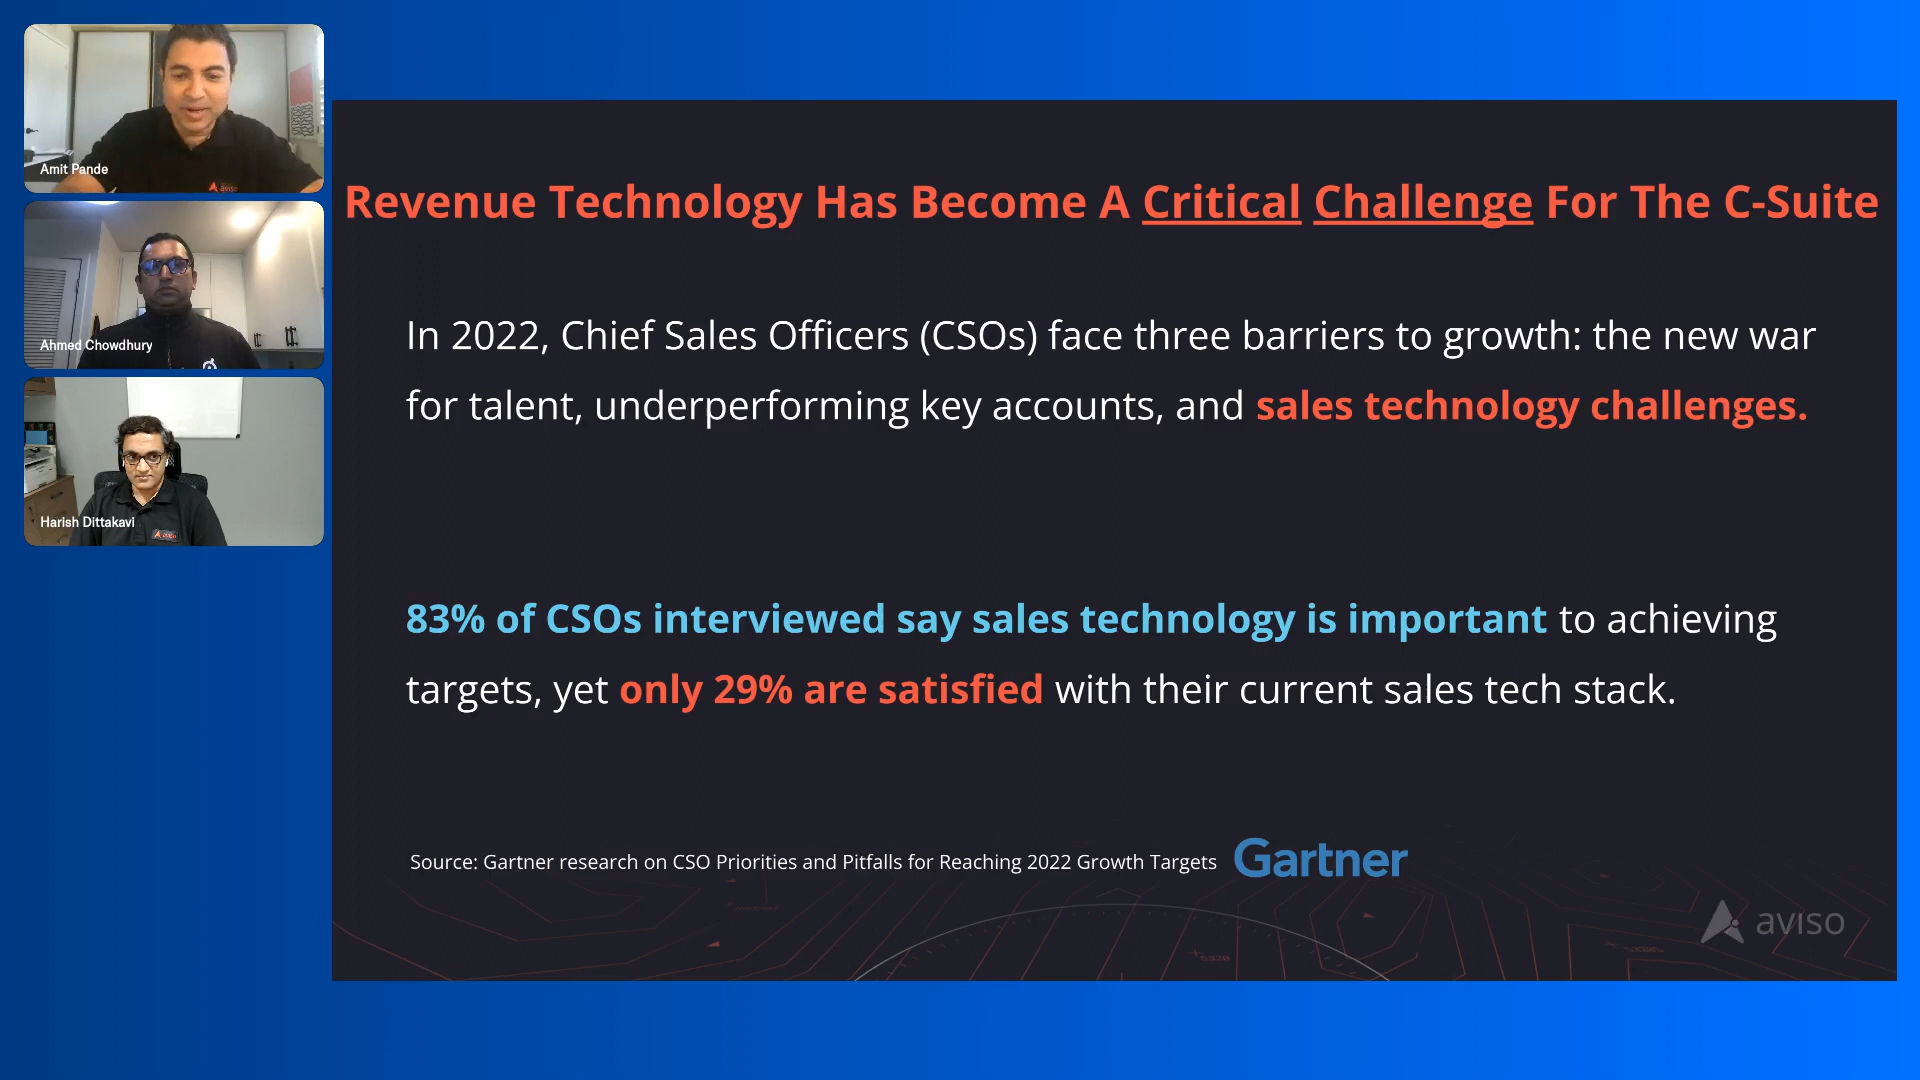 Amit Pande
aviso
Ahmed Chowdhury
Harish Dittakavi
aviso
Revenue Technology Has Become A Critical Challenge For The C-Suite
In 2022, Chief Sales Officers (CSOs) face three barriers to growth: the new war
for talent, underperforming key accounts, and sales technology challenges.
83% of CSOs interviewed say sales technology is important to achieving
targets, yet only 29% are satisfied with their current sales tech stack.
Source: Gartner research on CSO Priorities and Pitfalls for Reaching 2022 Growth Targets
Gartner
aviso